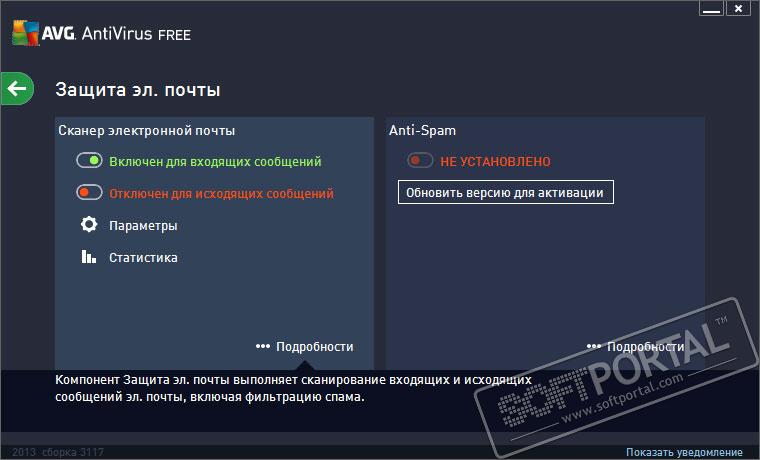 AVG. AntiVirus FREE
Защита эл. почты
Сканер электронной почты
Включен для входящих сообщений
Отключен для исходящих сообщений
Параметры
Статистика
Подробности
Anti-Spam
НЕ УСТАНОВЛЕНО
Обновить версию для активации
Подробности
Компонент Защита эл. почты выполняет сканирование входящих и исходящих
сообщений эл. почты, включая фильтрацию спама.
SOFTPORTAL™
www.softportal.com
2013 сборка 3117
Показать уведомление